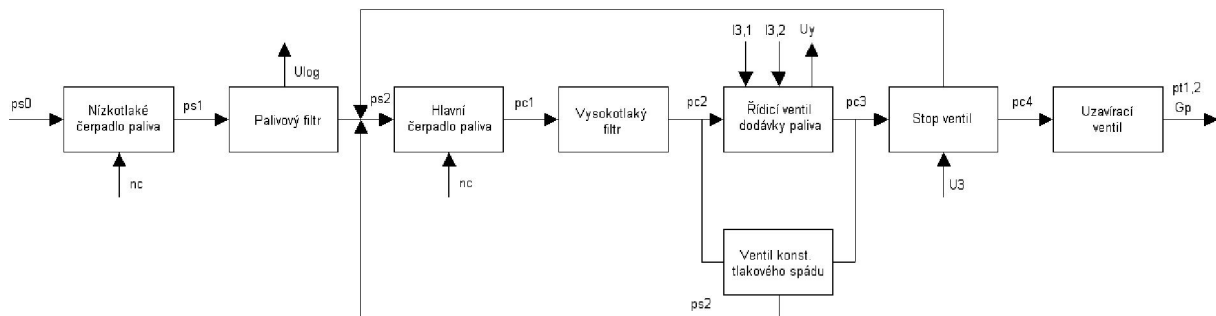 ps0
Nízkotlaké
čerpadlo paliva
nc
ps1
Ulog
Palivový filtr
ps2
Hlavní
čerpadlo paliva
nc
pc1
Vysokotlaký
filtr
pc2
I3,1
I3,2
Uy
Řídicí ventil
dodávky paliva
pc3
Ventil konst.
tlakového spádu
ps2
Stop ventil
U3
pc4
Uzavírací
ventil
pt1,2
Gp